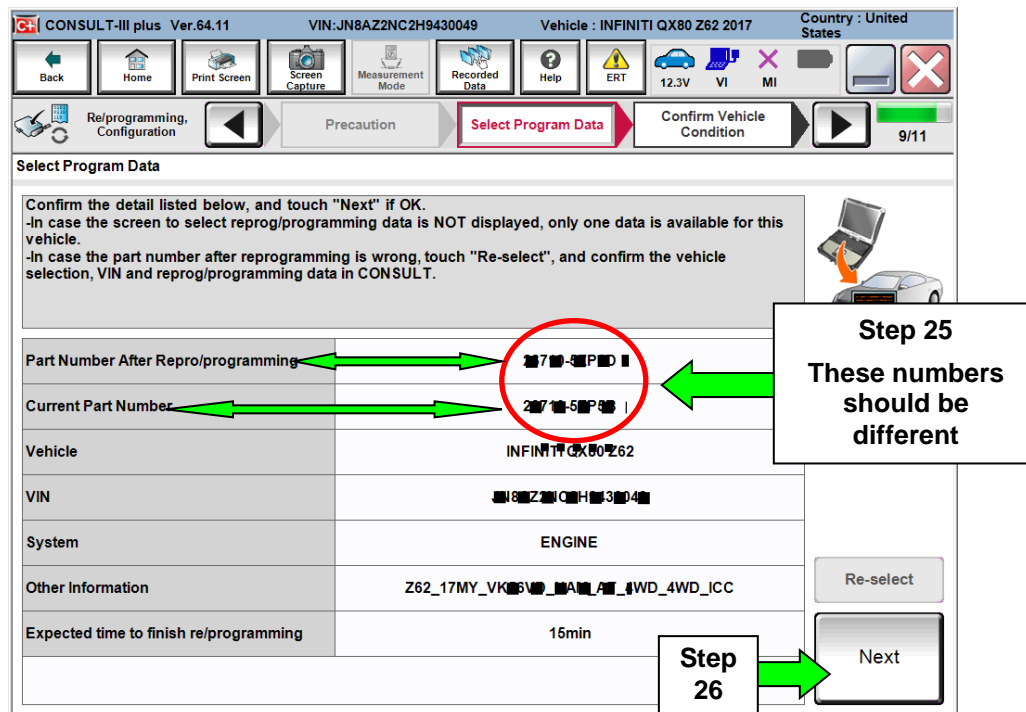 C+ CONSULT-III plus Ver.64.11 VIN:JN8AZ2NC2H9430049 Vehicle : INFINITI QX80 Z62 2017 Country : United
States
Back Home Print Screen Screen
Capture Measurement
Mode Recorded
Data Help ERT 12.3V VI MI
Re/programming,
Configuration Precaution Select Program Data Confirm Vehicle
Condition 9/11
Select Program Data
Confirm the detail listed below, and touch "Next" if OK.
-In case the screen to select reprog/programming data is NOT displayed, only one data is available for this
vehicle.
-In case the part number after reprogramming is wrong, touch "Re-select", and confirm the vehicle
selection, VIN and reprog/programming data in CONSULT.
Step 25
These numbers
should be
different
Part Number After Repro/programming
Current Part Number
Vehicle INFINITI QX80 Z62
VIN
System ENGINE
Other Information
Expected time to finish re/programming 15min
Re-select
Next
Step
26